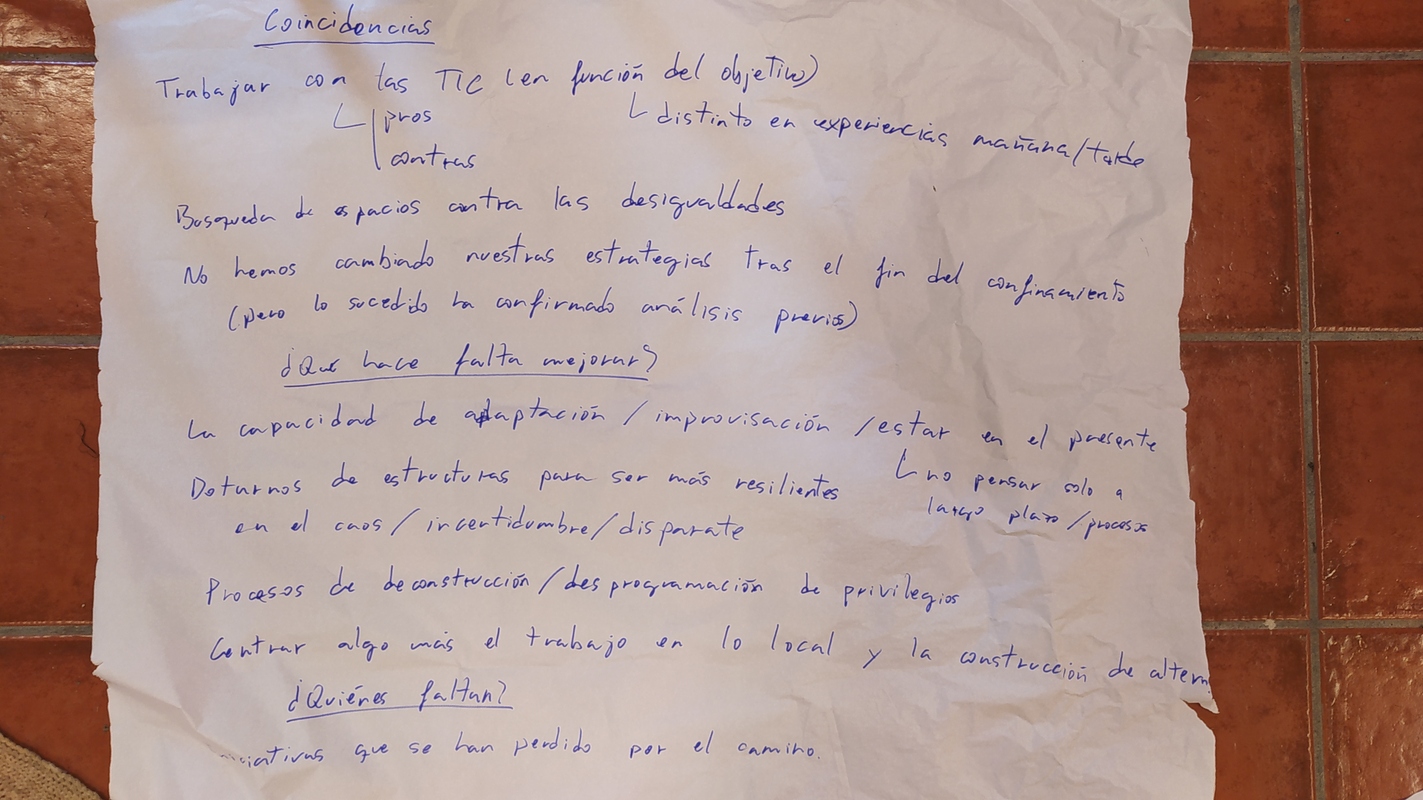 Coincidencias
Trabajar con las TIC (en función del objetivo)
pros
contras
distinto en experiencias mañana/tarde
Busqueda de espacios contra las desigualdades
No hemos cambiado nuestras estrategias tras el fin del confinamiento
(pero lo sucedido ha confirmado análisis previos)
¿Qué hace falta mejorar?
La capacidad de adaptación / improvisación / estar en el presente
no pensar solo a
largo plazo / procesos
Dotarnos de estructuras para ser más resilientes
en el caos / incertidumbre / disparate
Procesos de deconstrucción / desprogramación de privilegios
Centrar algo más el trabajo en lo local y la construcción de altern.
¿Quiénes faltan?
que se han perdido por el camino.